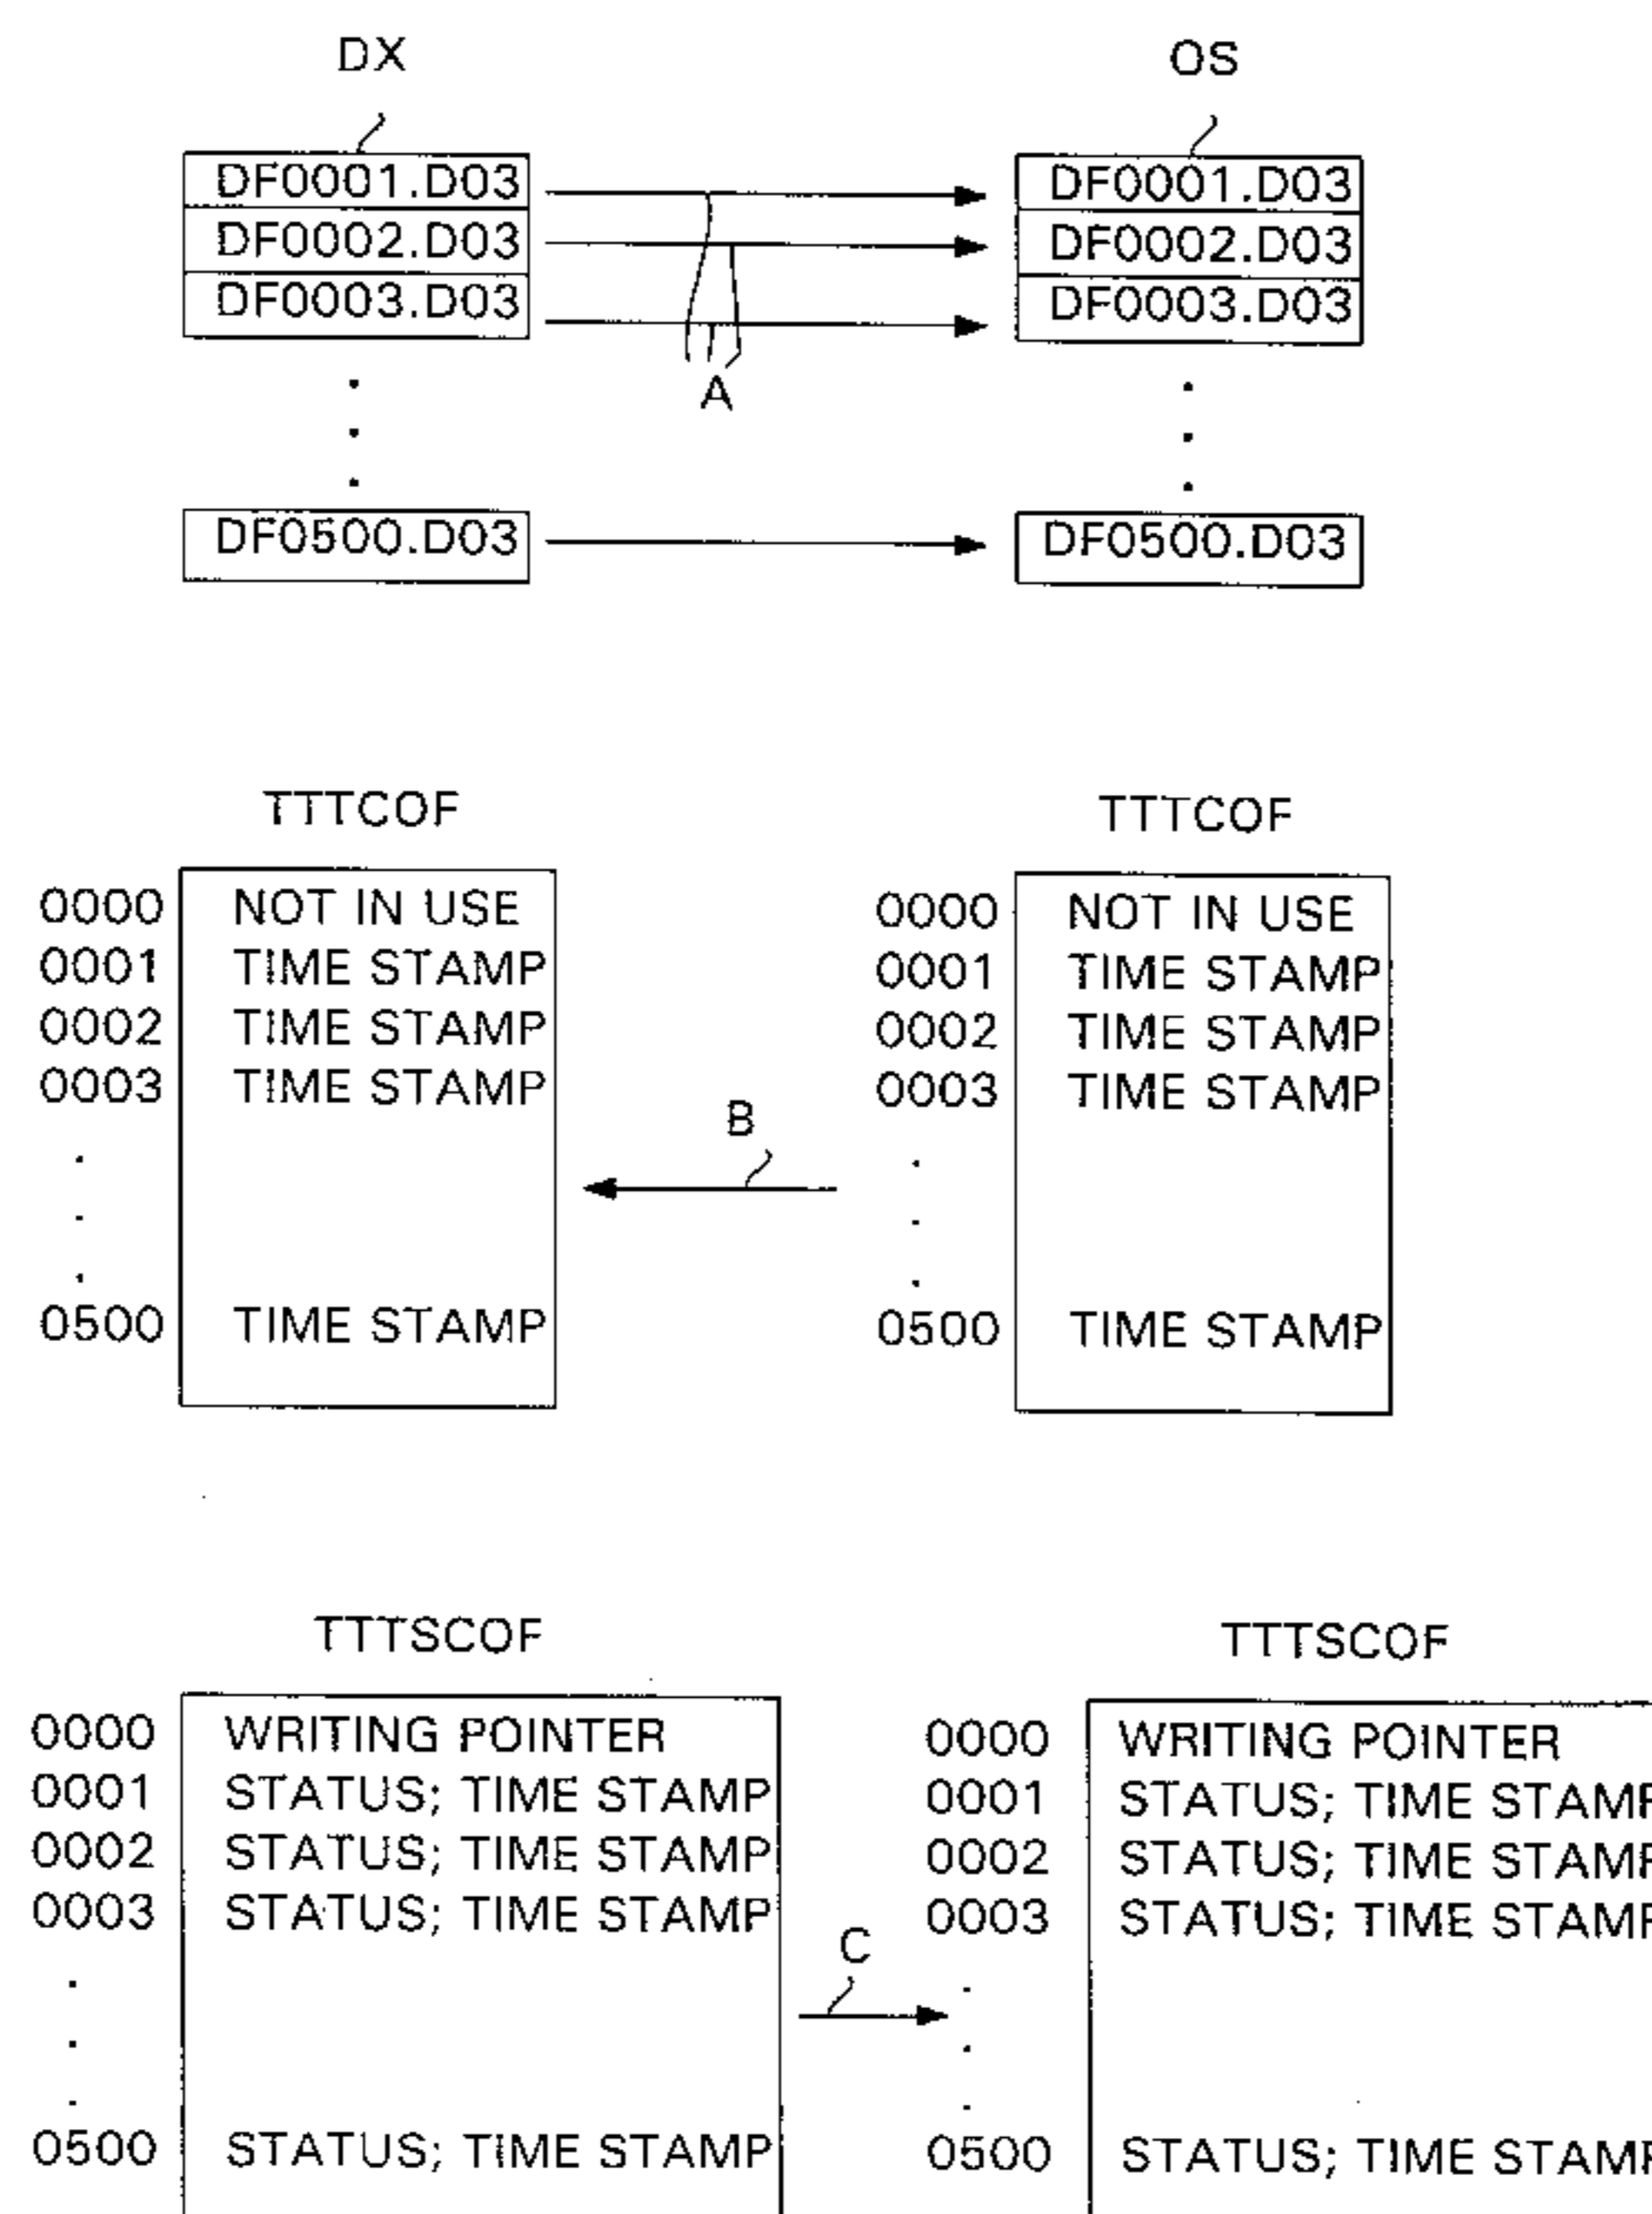 DX OS
DF0001.D03 DF0001.D03
DF0002.D03 DF0002.D03
DF0003.D03 DF0003.D03
A
DF0500.D03 DF0500.D03
TTTCOF TTTCOF
0000 NOT IN USE 0000 NOT IN USE
0001 TIME STAMP 0001 TIME STAMP
0002 TIME STAMP 0002 TIME STAMP
0003 TIME STAMP 0003 TIME STAMP
B
0500 TIME STAMP 0500 TIME STAMP
TTTSCOF TTTSCOF
0000 WRITING POINTER 0000 WRITING POINTER
0001 STATUS; TIME STAMP 0001 STATUS; TIME STAMP
0002 STATUS; TIME STAMP 0002 STATUS; TIME STAMP
0003 STATUS; TIME STAMP 0003 STATUS; TIME STAMP
C
0500 STATUS; TIME STAMP 0500 STATUS; TIME STAMP